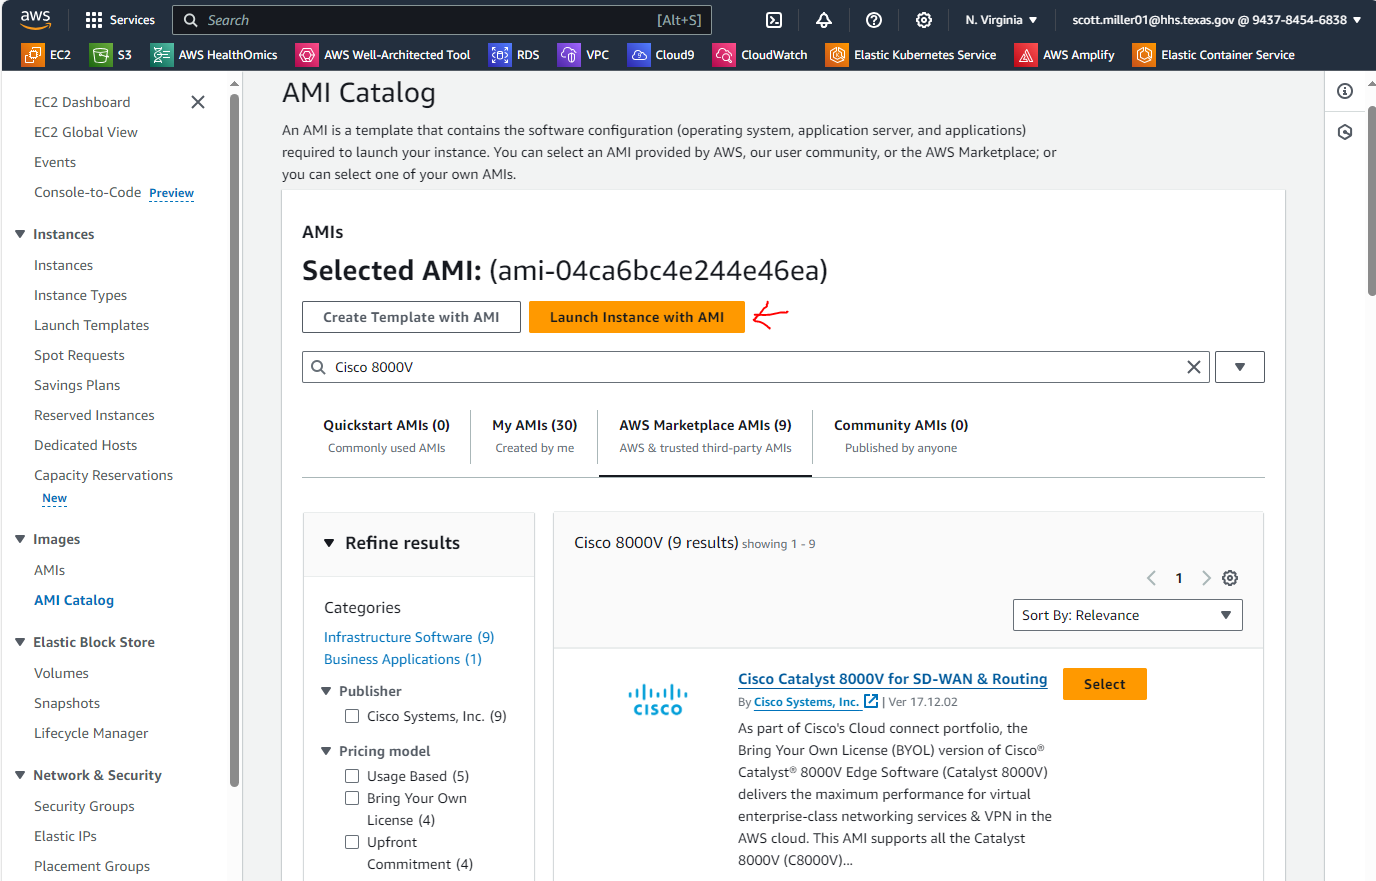 aws
Services
Search
[Alt+S]
N. Virginia
scott.miller01@hhs.texas.gov @ 9437-8454-6838
EC2
S3
AWS HealthOmics
AWS Well-Architected Tool
RDS
VPC
Cloud9
CloudWatch
Elastic Kubernetes Service
AWS Amplify
Elastic Container Service
EC2 Dashboard
EC2 Global View
Events
Console-to-Code Preview
Instances
Instances
Instance Types
Launch Templates
Spot Requests
Savings Plans
Reserved Instances
Dedicated Hosts
Capacity Reservations
New
Images
AMIs
AMI Catalog
Elastic Block Store
Volumes
Snapshots
Lifecycle Manager
Network & Security
Security Groups
Elastic IPs
Placement Groups
AMI Catalog
An AMI is a template that contains the software configuration (operating system, application server, and applications)
required to launch your instance. You can select an AMI provided by AWS, our user community, or the AWS Marketplace; or
you can select one of your own AMIs.
AMIs
Selected AMI: (ami-04ca6bc4e244e46ea)
Create Template with AMI
Launch Instance with AMI
Cisco 8000V
Quickstart AMIs (0)
Commonly used AMIs
My AMIs (30)
Created by me
AWS Marketplace AMIs (9)
AWS & trusted third-party AMIs
Community AMIs (0)
Published by anyone
Refine results
Categories
Infrastructure Software (9)
Business Applications (1)
Publisher
Cisco Systems, Inc. (9)
Pricing model
Usage Based (5)
Bring Your Own
License (4)
Upfront
Commitment (4)
Cisco 8000V (9 results) showing 1 - 9
1
Sort By: Relevance
CISCO
Cisco Catalyst 8000V for SD-WAN & Routing
Select
By Cisco Systems, Inc. | Ver 17.12.02
As part of Cisco's Cloud connect portfolio, the
Bring Your Own License (BYOL) version of Cisco®
Catalyst® 8000V Edge Software (Catalyst 8000V)
delivers the maximum performance for virtual
enterprise-class networking services & VPN in the
AWS cloud. This AMI supports all the Catalyst
8000V (C8000V)...